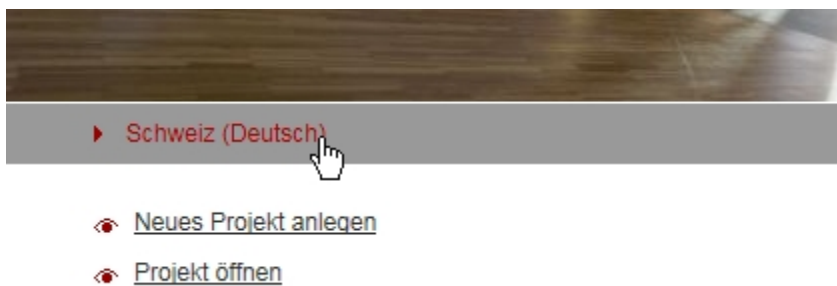 Schweiz (Deutsch)
Neues Projekt anlegen
Projekt öffnen